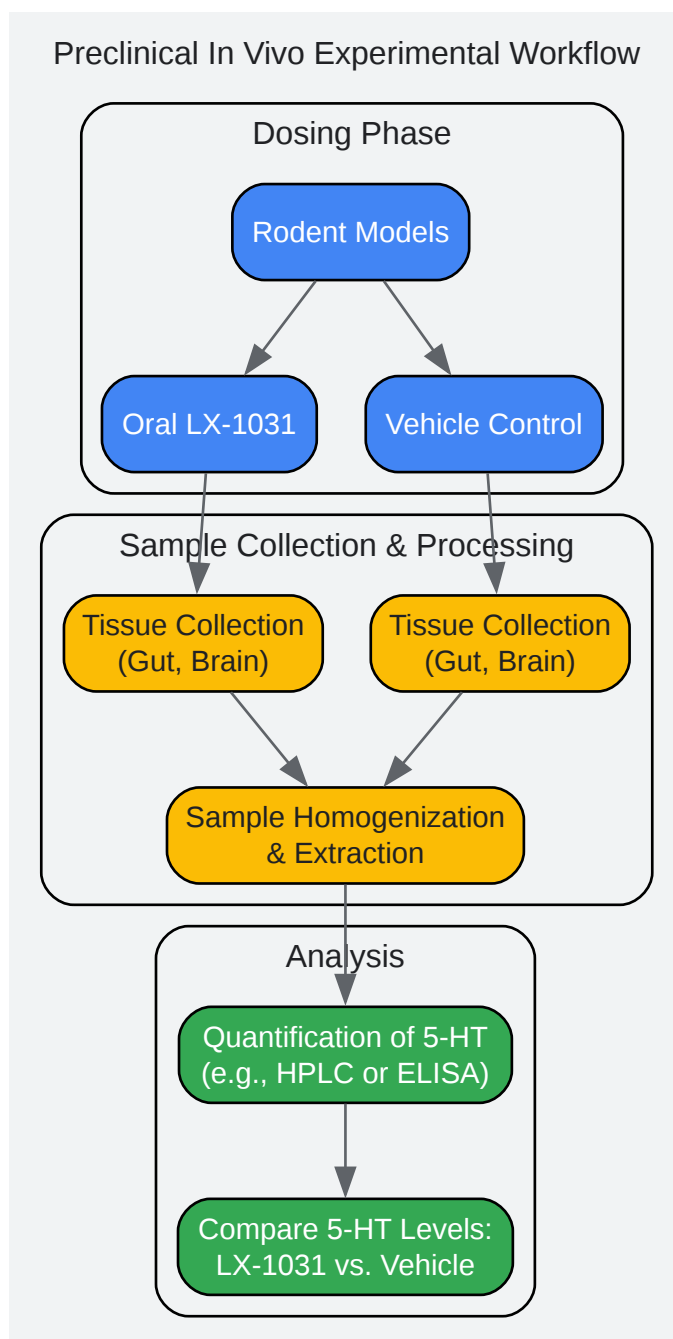 Preclinical In Vivo Experimental Workflow
Dosing Phase
Rodent Models
Oral LX-1031
Vehicle Control
Sample Collection & Processing
Tissue Collection
(Gut, Brain)
Tissue Collection
(Gut, Brain)
Sample Homogenization
& Extraction
Analysis
Quantification of 5-HT
(e.g., HPLC or ELISA)
Compare 5-HT Levels:
LX-1031 vs. Vehicle